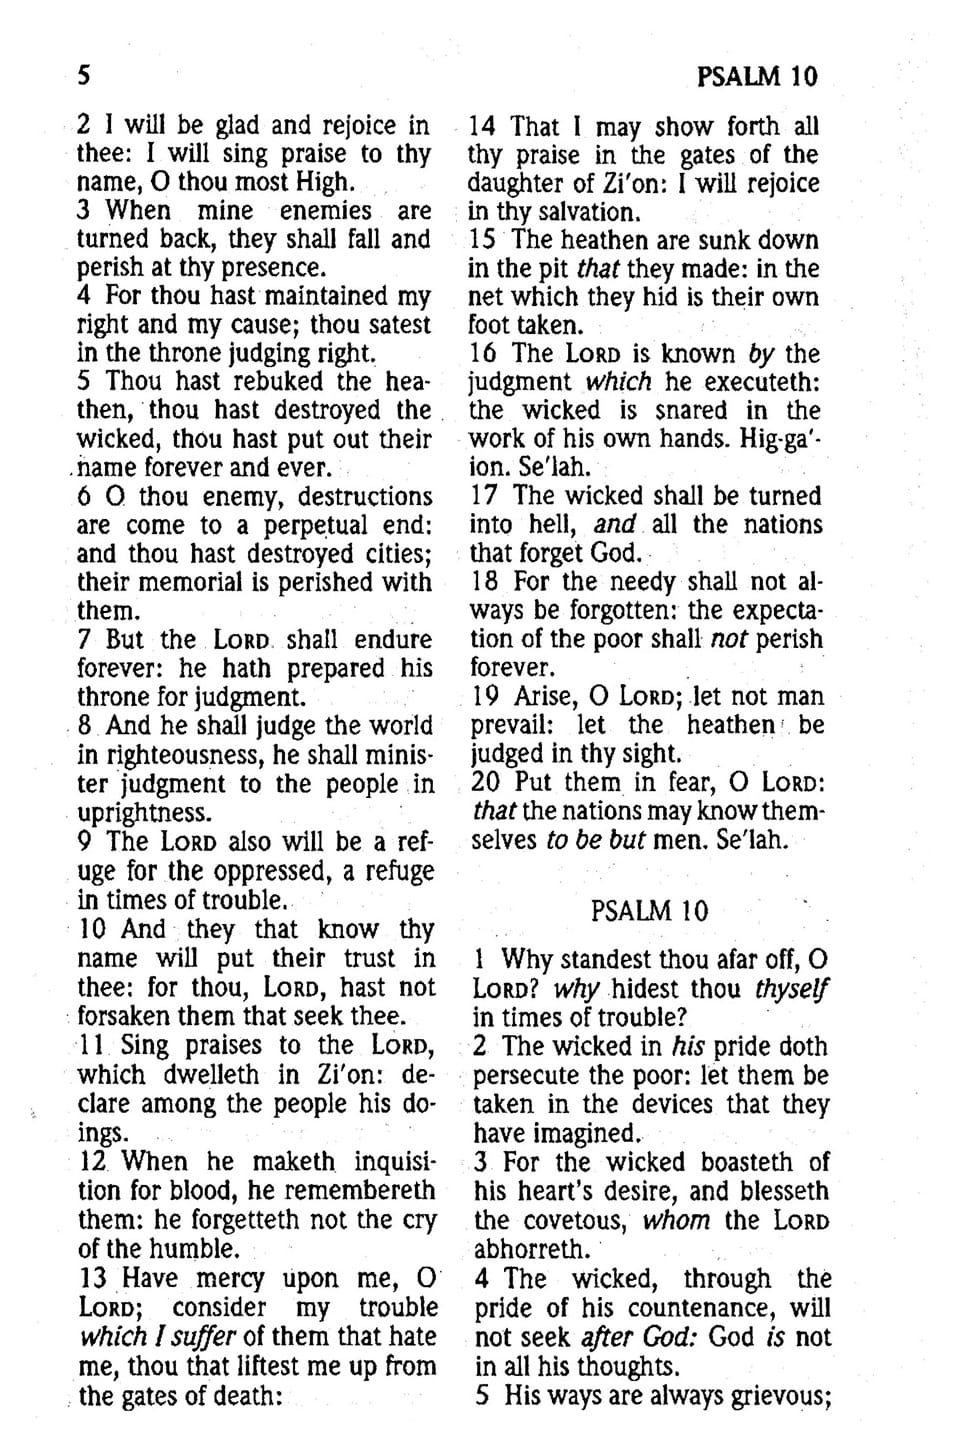 5
PSALM 10
2 I will be glad and rejoice in
thee: I will sing praise to thy
name, O thou most High.
3 When mine enemies are
turned back, they shall fall and
perish at thy presence.
4 For thou hast maintained my
right and my cause; thou satest
in the throne judging right.
5 Thou hast rebuked the hea-
then, thou hast destroyed the
wicked, thou hast put out their
name forever and ever.
6 O thou enemy, destructions
are come to a perpetual end:
and thou hast destroyed cities;
their memorial is perished with
them.
7 But the LORD shall endure
forever: he hath prepared his
throne for judgment.
8 And he shall judge the world
in righteousness, he shall minis-
ter judgment to the people in
uprightness.
9 The LORD also will be a ref-
uge for the oppressed, a refuge
in times of trouble.
10 And they that know thy
name will put their trust in
thee: for thou, LORD, hast not
forsaken them that seek thee.
11 Sing praises to the LORD,
which dwelleth in Zi'on: de-
clare among the people his do-
ings.
12 When he maketh inquisi-
tion for blood, he remembereth
them: he forgetteth not the cry
of the humble.
13 Have mercy upon me, O
LORD; consider my trouble
which I suffer of them that hate
me, thou that liftest me up from
the gates of death:
14 That I may show forth all
thy praise in the gates of the
daughter of Zi'on: I will rejoice
in thy salvation.
15 The heathen are sunk down
in the pit that they made: in the
net which they hid is their own
foot taken.
16 The LORD is known by the
judgment which he executeth:
the wicked is snared in the
work of his own hands. Hig-ga'-
ion. Se'lah.
17 The wicked shall be turned
into hell, and all the nations
that forget God.
18 For the needy shall not al-
ways be forgotten: the expecta-
tion of the poor shall not perish
forever.
19 Arise, O LORD; let not man
prevail: let the heathen be
judged in thy sight.
20 Put them in fear, O LORD:
that the nations may know them-
selves to be but men. Se'lah.
PSALM 10
1 Why standest thou afar off, O
LORD? why hidest thou thyself
in times of trouble?
2 The wicked in his pride doth
persecute the poor: let them be
taken in the devices that they
have imagined.
3 For the wicked boasteth of
his heart's desire, and blesseth
the covetous, whom the LORD
abhorreth.
4 The wicked, through the
pride of his countenance, will
not seek after God: God is not
in all his thoughts.
5 His ways are always grievous;